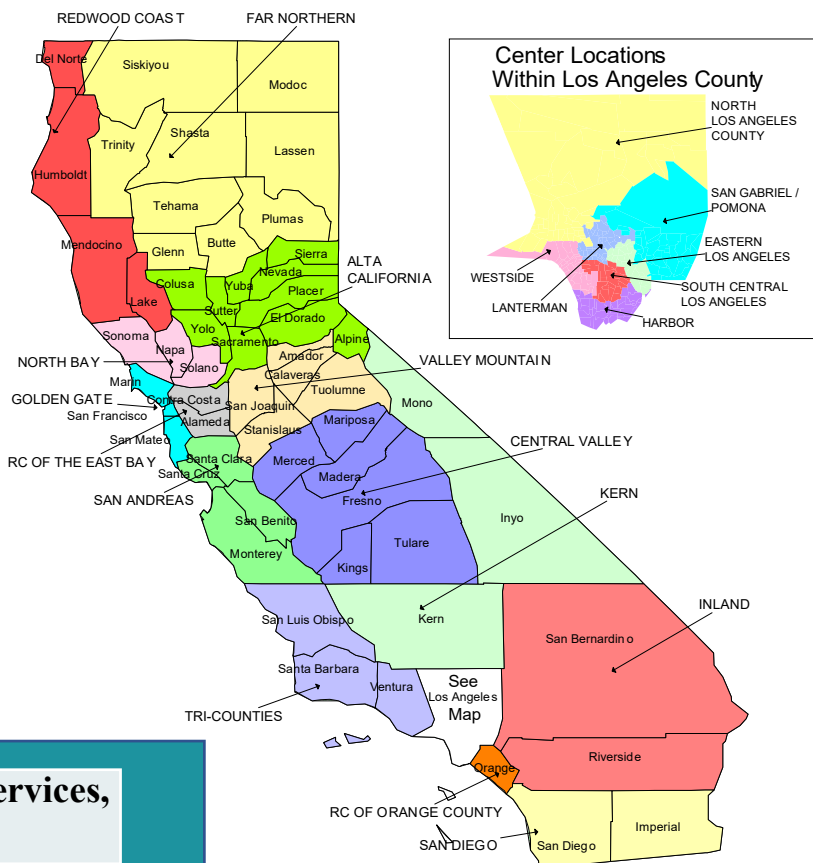 REDWOOD COAST
FAR NORTHERN
Center Locations
Within Los Angeles County
NORTH
LOS ANGELES
COUNTY
SAN GABRIEL /
POMONA
EASTERN
LOS ANGELES
WESTSIDE
SOUTH CENTRAL
LOS ANGELES
LANTERMAN
HARBOR
Del Norte
Siskiyou
Modoc
Trinity
Shasta
Lassen
Humboldt
Tehama
Plumas
Mendocino
Glenn
Butte
Sierra
ALTA
CALIFORNIA
Nevada
Colusa
Yuba
Placer
Lake
Sutter
El Dorado
Sonoma
Yolo
Sacramento
Alpine
Napa
Amador
NORTH BAY
Solano
VALLEY MOUNTAIN
Calaveras
Marin
Tuolumne
GOLDEN GATE
Contra Costa
San Joaquin
Mono
San Francisco
Alameda
Mariposa
San Mateo
Stanislaus
CENTRAL VALLEY
RC OF THE EAST BAY
Santa Clara
Merced
Santa Cruz
Madera
SAN ANDREAS
Fresno
KERN
San Benito
Inyo
Monterey
Tulare
Kings
INLAND
San Luis Obispo
Kern
San Bernardino
Santa Barbara
Ventura
See
Los Angeles
Map
TRI-COUNTIES
Riverside
Orange
ervices,
RC OF ORANGE COUNTY
Imperial
SAN DIEGO
San Diego